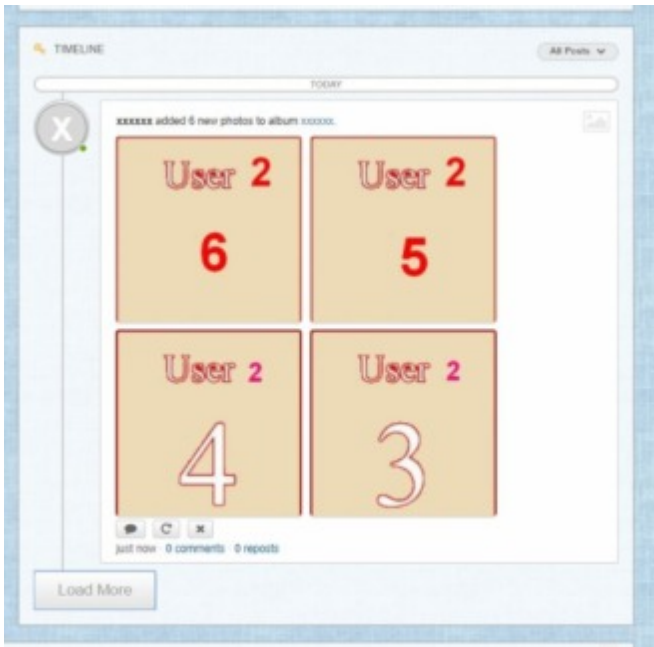 TIMELINE
All Posts
TODAY
X
xxxxxx added 6 new photos to album xxxxxx.
User 2
User 2
6
5
User 2
User 2
4
3
just now · 0 comments · 0 reposts
Load More